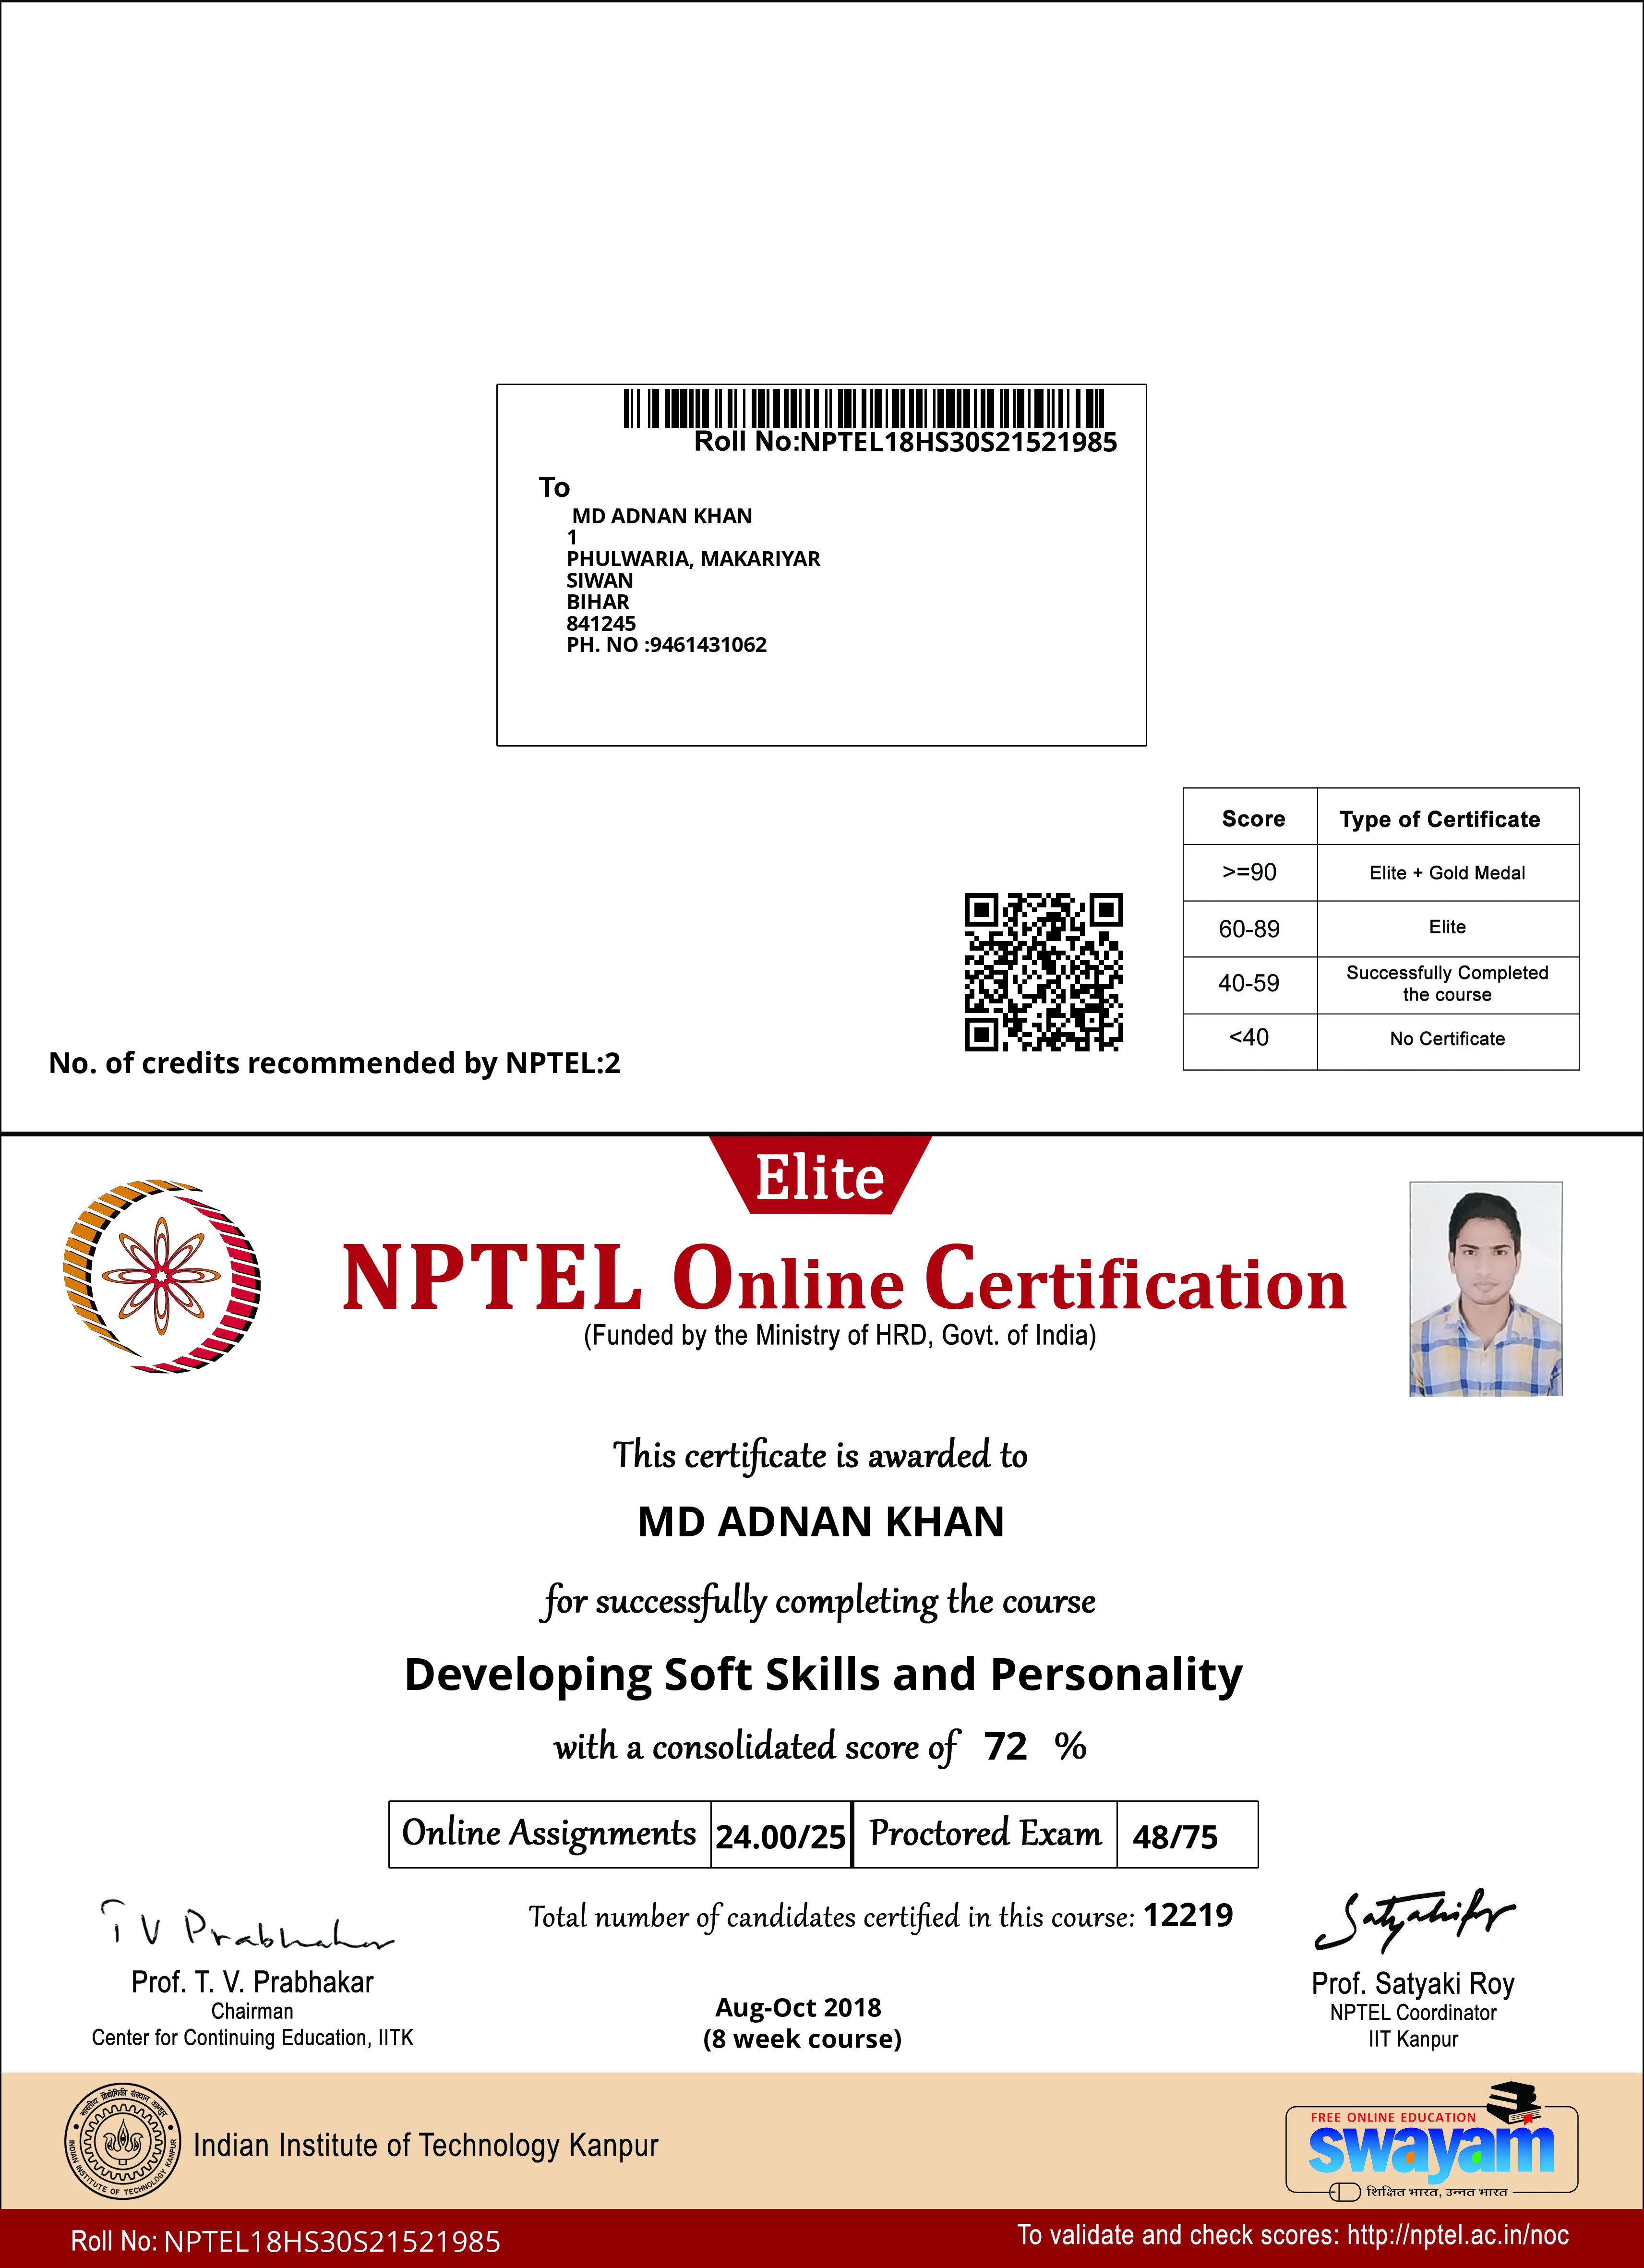 Roll No:NPTEL18HS30S21521985
To
MD ADNAN KHAN
1
PHULWARIA, MAKARIYAR
SIWAN
BIHAR
841245
PH. NO :9461431062
Score Type of Certificate
>=90 Elite + Gold Medal
60-89 Elite
40-59 Successfully Completed
the course
<40 No Certificate
No. of credits recommended by NPTEL:2
Elite
NPTEL Online Certification
(Funded by the Ministry of HRD, Govt. of India)
This certificate is awarded to
MD ADNAN KHAN
for successfully completing the course
Developing Soft Skills and Personality
with a consolidated score of 72 %
Online Assignments 24.00/25 Proctored Exam 48/75
Total number of candidates certified in this course: 12219
T V Prabhakar
Prof. T. V. Prabhakar
Chairman
Center for Continuing Education, IITK
Aug-Oct 2018
(8 week course)
Prof. Satyaki Roy
NPTEL Coordinator
IIT Kanpur
भारतीय प्रौद्योगिकी संस्थान कानपुर
INDIAN INSTITUTE OF TECHNOLOGY KANPUR
Indian Institute of Technology Kanpur
FREE ONLINE EDUCATION
swayam
शिक्षित भारत, उन्नत भारत
Roll No: NPTEL18HS30S21521985
To validate and check scores: http://nptel.ac.in/noc